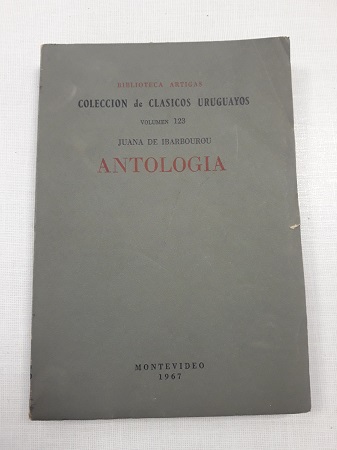 BIBLIOTECA ARTIGAS
COLECCION de CLASICOS URUGUAYOS
VOLUMEN 123
JUANA DE IBARBOUROU
ANTOLOGIA
MONTEVIDEO
1967